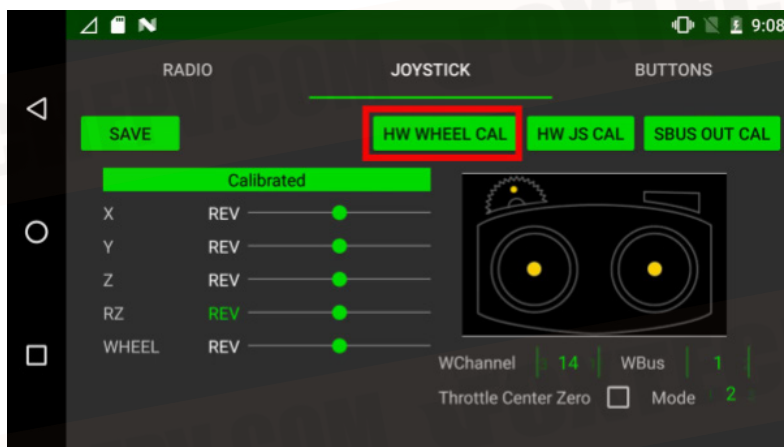 9:08
RADIO JOYSTICK BUTTONS
SAVE HW WHEEL CAL HW JS CAL SBUS OUT CAL
Calibrated
X REV
Y REV
Z REV
RZ REV
WHEEL REV
WChannel 14 WBus 1
Throttle Center Zero Mode 2